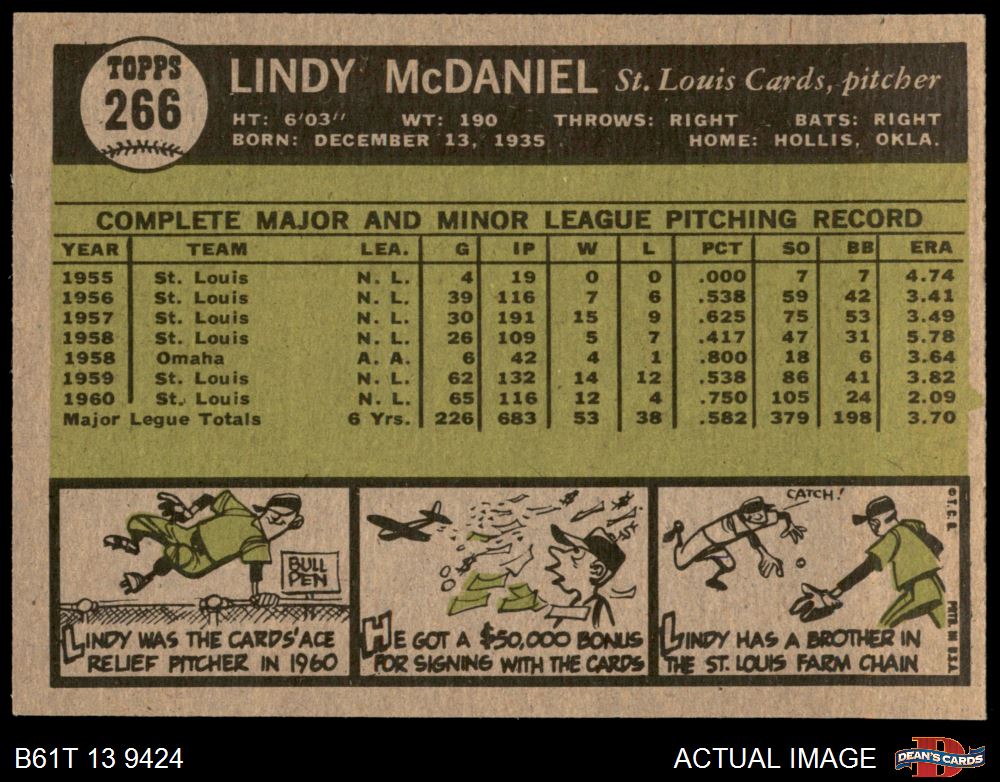 TOPPS
266
LINDY McDANIEL St. Louis Cards, pitcher
HT: 6'03" WT: 190 THROWS: RIGHT BATS: RIGHT
BORN: DECEMBER 13, 1935 HOME: HOLLIS, OKLA.
COMPLETE MAJOR AND MINOR LEAGUE PITCHING RECORD
YEAR TEAM LEA. G IP W L PCT SO BB ERA
1955 St. Louis N. L. 4 19 0 0 .000 7 7 4.74
1956 St. Louis N. L. 39 116 7 6 .538 59 42 3.41
1957 St. Louis N. L. 30 191 15 9 .625 75 53 3.49
1958 St. Louis N. L. 26 109 5 7 .417 47 31 5.78
1958 Omaha A. A. 6 42 4 1 .800 18 6 3.64
1959 St. Louis N. L. 62 132 14 12 .538 86 41 3.82
1960 St. Louis N. L. 65 116 12 4 .750 105 24 2.09
Major Legue Totals 6 Yrs. 226 683 53 38 .582 379 198 3.70
BULL
PEN
LINDY WAS THE CARDS' ACE
RELIEF PITCHER IN 1960
HE GOT A $50,000 BONUS
FOR SIGNING WITH THE CARDS
CATCH!
LINDY HAS A BROTHER IN
THE ST. LOUIS FARM CHAIN
© T. C. G.
PRTD. IN U.S.A.
B61T 13 9424
ACTUAL IMAGE
DEAN'S CARDS